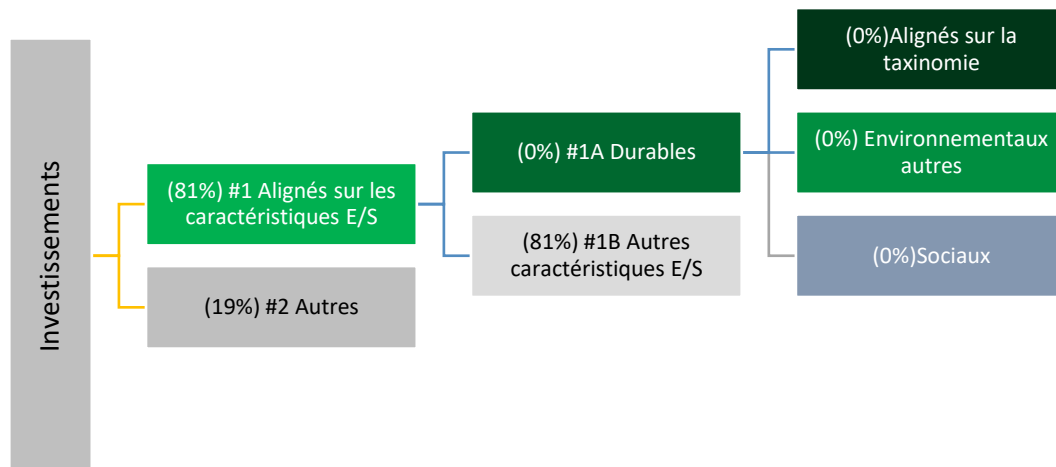 Investissements
(81%) #1 Alignés sur les
caractéristiques E/S
(19%) #2 Autres
(0%) #1A Durables
(81%) #1B Autres
caractéristiques E/S
(0%)Alignés sur la
taxinomie
(0%) Environnementaux
autres
(0%)Sociaux